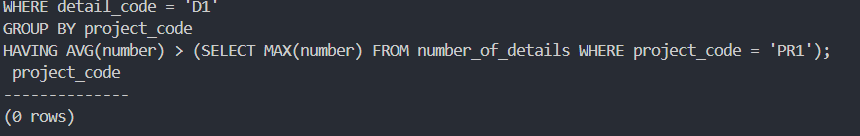 WHERE detail_code = 'D1'
GROUP BY project_code
HAVING AVG(number) > (SELECT MAX(number) FROM number_of_details WHERE project_code = 'PR1');
 project_code
--------------
(0 rows)